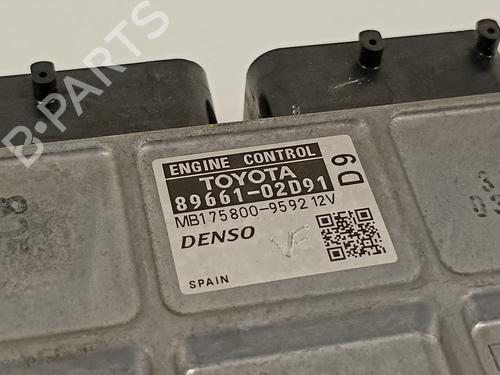 B-PARTS
ENGINE CONTROL
TOYOTA
89661-02D91
D9
MB175800-9592 12V
DENSO
SPAIN